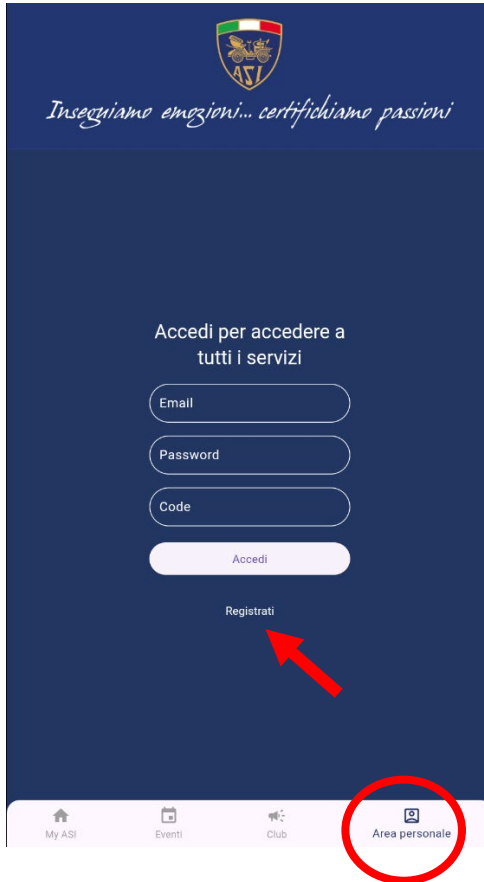 ASI
Inseguiamo emozioni... certifichiamo passioni
Accedi per accedere a
tutti i servizi
Email
Password
Code
Accedi
Registrati
My ASI
Eventi
Club
Area personale